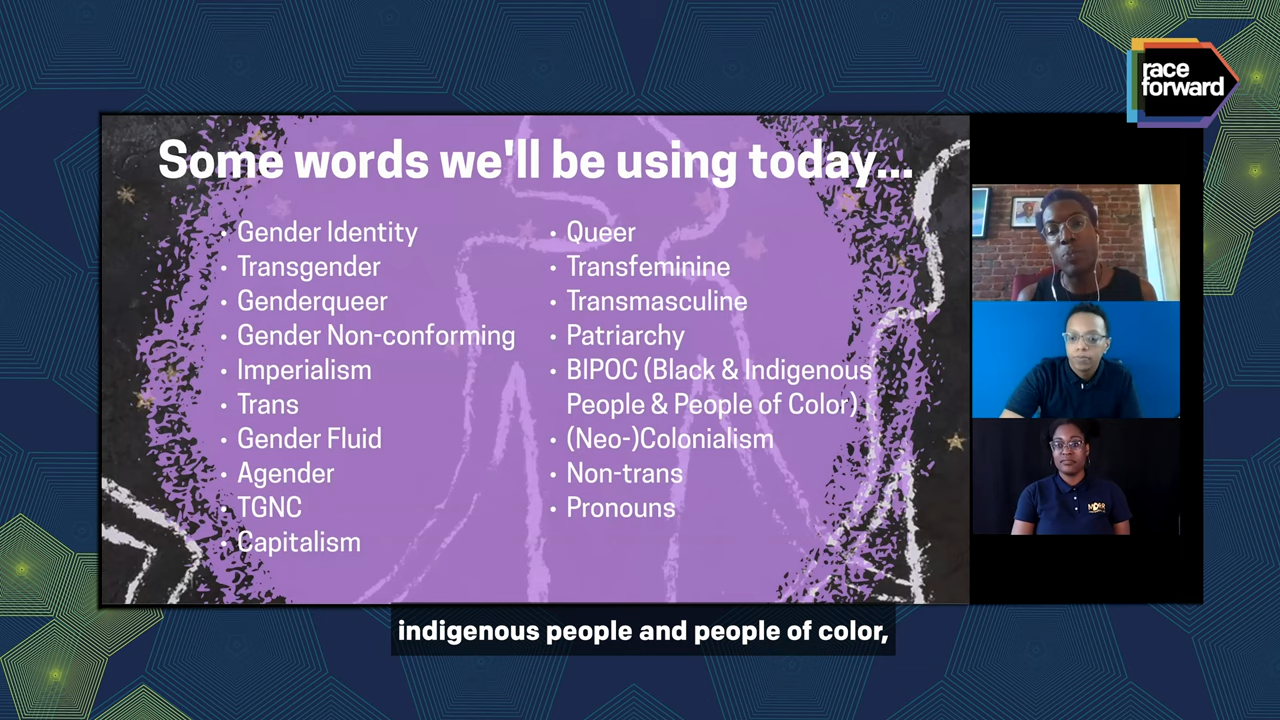 race
forward
Some words we'll be using today...
• Gender Identity
• Transgender
• Genderqueer
• Gender Non-conforming
• Imperialism
• Trans
• Gender Fluid
• Agender
• TGNC
• Capitalism
• Queer
• Transfeminine
• Transmasculine
• Patriarchy
• BIPOC (Black & Indigenous
People & People of Color)
• (Neo-)Colonialism
• Non-trans
• Pronouns
indigenous people and people of color,